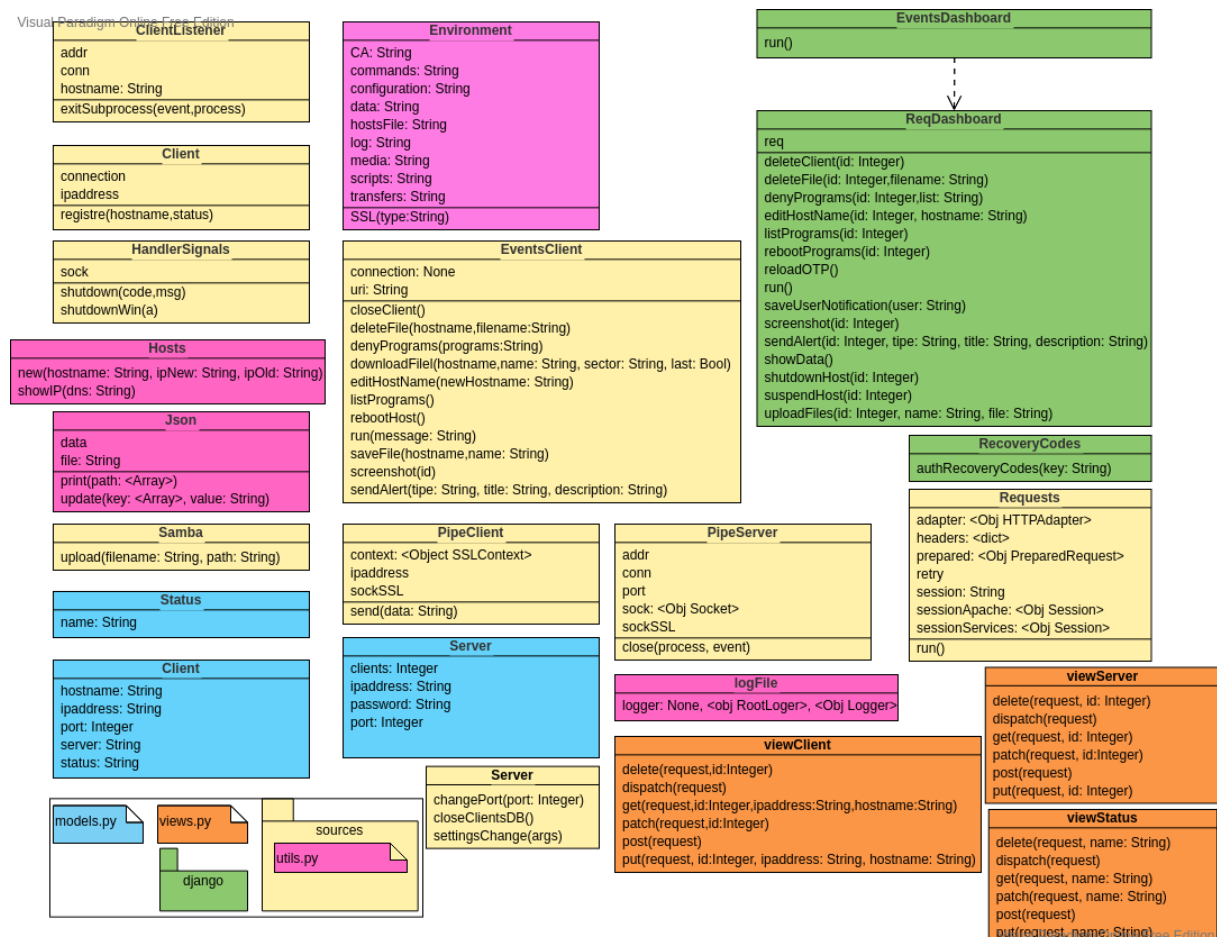 Visual Paradigm Online Free Edition
ClientListener
addr
conn
hostname: String
exitSubprocess(event,process)
Client
connection
ipaddress
registre(hostname,status)
HandlerSignals
sock
shutdown(code,msg)
shutdownWin(a)
Hosts
new(hostname: String, ipNew: String, ipOld: String)
showIP(dns: String)
Json
data
file: String
print(path: <Array>)
update(key: <Array>, value: String)
Samba
upload(filename: String, path: String)
Status
name: String
Client
hostname: String
ipaddress: String
port: Integer
server: String
status: String
models.py
views.py
django
sources
utils.py
Environment
CA: String
commands: String
configuration: String
data: String
hostsFile: String
log: String
media: String
scripts: String
transfers: String
SSL(type:String)
EventsClient
connection: None
uri: String
closeClient()
deleteFile(hostname,filename:String)
denyPrograms(programs:String)
downloadFilel(hostname,name: String, sector: String, last: Bool)
editHostName(newHostname: String)
listPrograms()
rebootHost()
run(message: String)
saveFile(hostname,name: String)
screenshot(id)
sendAlert(tipe: String, title: String, description: String)
PipeClient
context: <Object SSLContext>
ipaddress
sockSSL
send(data: String)
Server
clients: Integer
ipaddress: String
password: String
port: Integer
Server
changePort(port: Integer)
closeClientsDB()
settingsChange(args)
PipeServer
addr
conn
port
sock: <Obj Socket>
sockSSL
close(process, event)
logFile
logger: None, <obj RootLoger>, <Obj Logger>
viewClient
delete(request,id:Integer)
dispatch(request)
get(request,id:Integer,ipaddress:String,hostname:String)
patch(request,id:Integer)
post(request)
put(request, id:Integer, ipaddress: String, hostname: String)
EventsDashboard
run()
ReqDashboard
req
deleteClient(id: Integer)
deleteFile(id: Integer,filename: String)
denyPrograms(id: Integer,list: String)
editHostName(id: Integer, hostname: String)
listPrograms(id: Integer)
rebootPrograms(id: Integer)
reloadOTP()
run()
saveUserNotification(user: String)
screenshot(id: Integer)
sendAlert(id: Integer, tipe: String, title: String, description: String)
showData()
shutdownHost(id: Integer)
suspendHost(id: Integer)
uploadFiles(id: Integer, name: String, file: String)
RecoveryCodes
authRecoveryCodes(key: String)
Requests
adapter: <Obj HTTPAdapter>
headers: <dict>
prepared: <Obj PreparedRequest>
retry
session: String
sessionApache: <Obj Session>
sessionServices: <Obj Session>
run()
viewServer
delete(request, id: Integer)
dispatch(request)
get(request, id: Integer)
patch(request, id:Integer)
post(request)
put(request, id: Integer)
viewStatus
delete(request, name: String)
dispatch(request)
get(request, name: String)
patch(request, name: String)
post(request)
put(request, name: String)
Free Edition